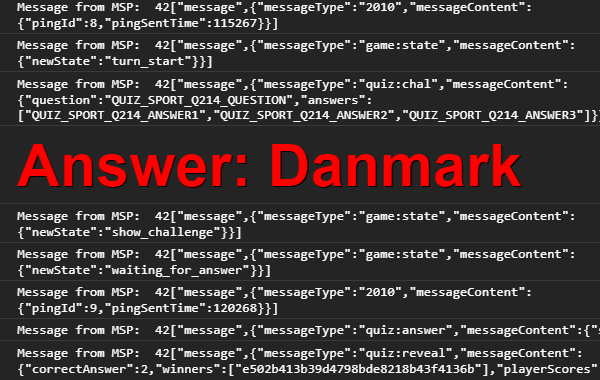 Message from MSP:  42["message",{"messageType":"2010","messageContent":
{"pingId":8,"pingSentTime":115267}}]
Message from MSP:  42["message",{"messageType":"game:state","messageContent":
{"newState":"turn_start"}}]
Message from MSP:  42["message",{"messageType":"quiz:chal","messageContent":
{"question":"QUIZ_SPORT_Q214_QUESTION","answers":
["QUIZ_SPORT_Q214_ANSWER1","QUIZ_SPORT_Q214_ANSWER2","QUIZ_SPORT_Q214_ANSWER3"]}
Answer: Danmark
Message from MSP:  42["message",{"messageType":"game:state","messageContent":
{"newState":"show_challenge"}}]
Message from MSP:  42["message",{"messageType":"game:state","messageContent":
{"newState":"waiting_for_answer"}}]
Message from MSP:  42["message",{"messageType":"2010","messageContent":
{"pingId":9,"pingSentTime":120268}}]
Message from MSP:  42["message",{"messageType":"quiz:answer","messageContent":{"
Message from MSP:  42["message",{"messageType":"quiz:reveal","messageContent":
{"correctAnswer":2,"winners":["e502b413b39d4798bde8218b43f4136b"],"playerScores"